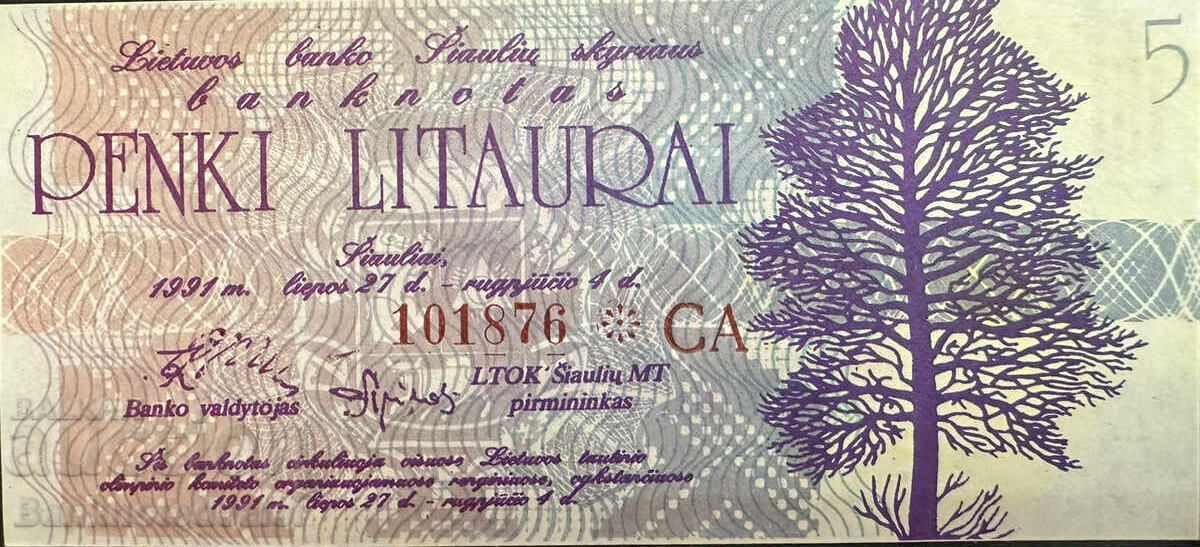 Lietuvos banko Šiaulių skyriaus
banknotas
PENKI LITAURAI
5
Šiauliai,
1991 m. liepos 27 d. - rugpjūčio 4 d.
101876 CA
Banko valdytojas
LTOK Šiaulių MT
pirmininkas
Šis banknotas cirkuliuoja visuose Lietuvos tautinio
olimpinio komiteto organizuojamuose renginiuose, vykstančiuose
1991 m. liepos 27 d. - rugpjūčio 4 d.